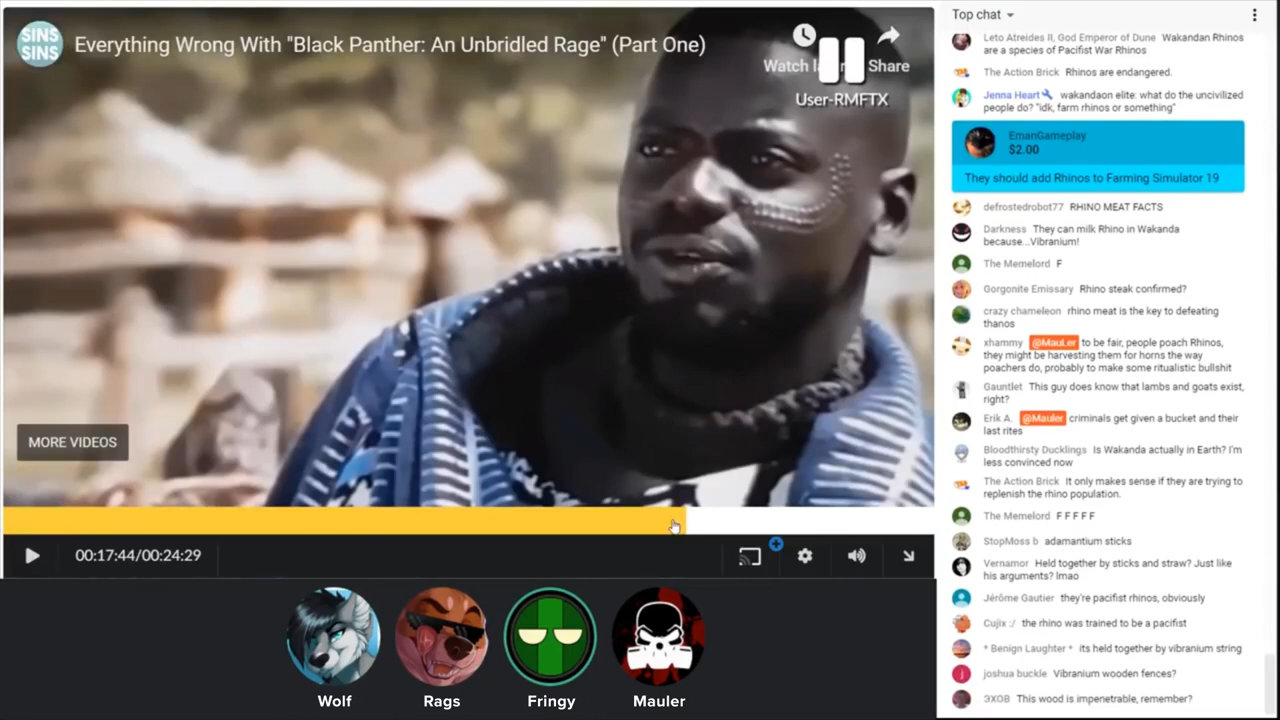 SINS
SINS
Everything Wrong With "Black Panther: An Unbridled Rage" (Part One)
Watch Share
User-RMFTX
MORE VIDEOS
00:17:44/00:24:29
Wolf
Rags
Fringy
Mauler
Top chat
Leto Atreides II, God Emperor of Dune Wakandan Rhinos
are a species of Pacifist War Rhinos
The Action Brick Rhinos are endangered.
Jenna Heart wakandaon elite: what do the uncivilized
people do? "idk, farm rhinos or something"
EmanGameplay
$2.00
They should add Rhinos to Farming Simulator 19
defrostedrobot77 RHINO MEAT FACTS
Darkness They can milk Rhino in Wakanda
because...Vibranium!
The Memelord F
Gorgonite Emissary Rhino steak confirmed?
crazy chameleon rhino meat is the key to defeating
thanos
xhammy @MauLer to be fair, people poach Rhinos,
they might be harvesting them for horns the way
poachers do, probably to make some ritualistic bullshit
Gauntlet This guy does know that lambs and goats exist,
right?
Erik A. @Mauler criminals get given a bucket and their
last rites
Bloodthirsty Ducklings Is Wakanda actually in Earth? I'm
less convinced now
The Action Brick It only makes sense if they are trying to
replenish the rhino population.
The Memelord F F F F F
StopMoss b adamantium sticks
Vernamor Held together by sticks and straw? Just like
his arguments? lmao
Jérôme Gautier they're pacifist rhinos, obviously
Cujix :/ the rhino was trained to be a pacifist
* Benign Laughter * its held together by vibranium string
joshua buckle Vibranium wooden fences?
ЭХОВ This wood is impenetrable, remember?